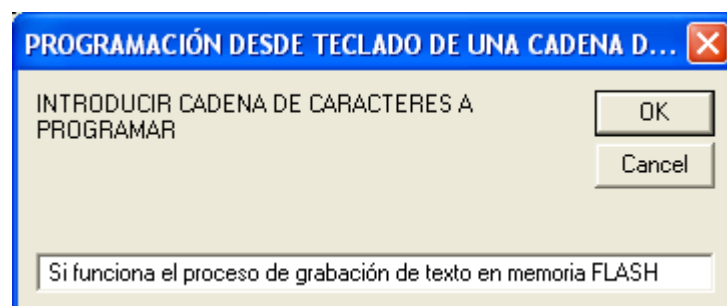 PROGRAMACIÓN DESDE TECLADO DE UNA CADENA D...
INTRODUCIR CADENA DE CARACTERES A
PROGRAMAR
OK
Cancel
Si funciona el proceso de grabación de texto en memoria FLASH